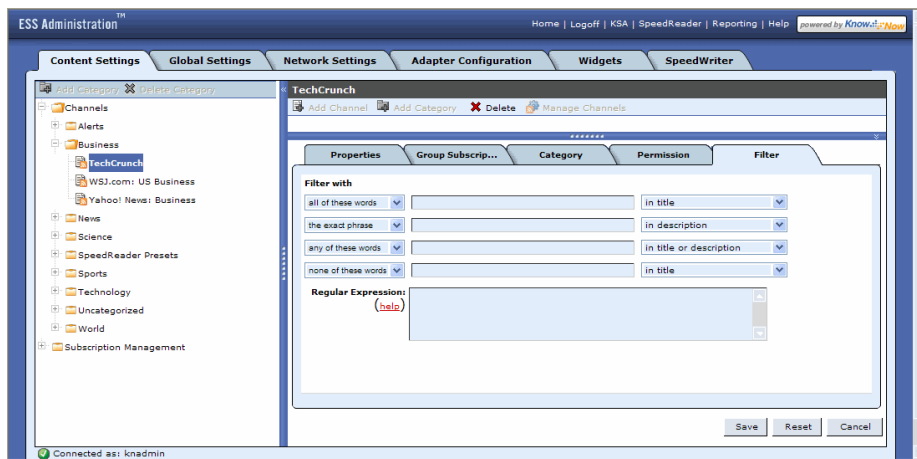 ESS Administration™
Home | Logoff | KSA | SpeedReader | Reporting | Help powered by KnowNow
Content Settings Global Settings Network Settings Adapter Configuration Widgets SpeedWriter
Add Category Delete Category
Channels
Alerts
Business
TechCrunch
WSJ.com: US Business
Yahoo! News: Business
News
Science
SpeedReader Presets
Sports
Technology
Uncategorized
World
Subscription Management
TechCrunch
Add Channel Add Category Delete Manage Channels
Properties Group Subscrip... Category Permission Filter
Filter with
all of these words in title
the exact phrase in description
any of these words in title or description
none of these words in title
Regular Expression:
(help)
Save Reset Cancel
Connected as: knadmin